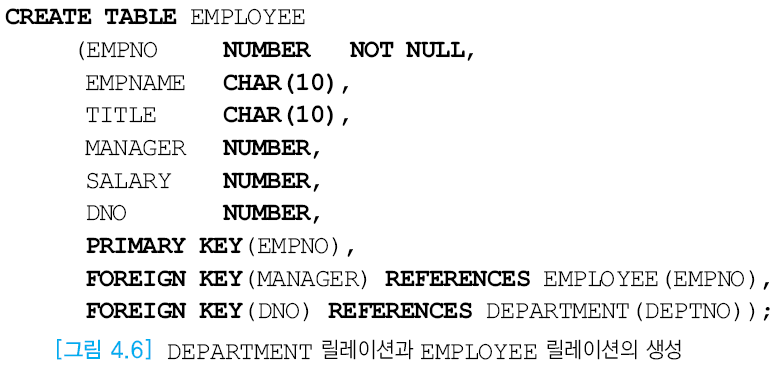 CREATE TABLE EMPLOYEE
(EMPNO NUMBER NOT NULL,
EMPNAME CHAR(10),
TITLE CHAR(10),
MANAGER NUMBER,
SALARY NUMBER,
DNO NUMBER,
PRIMARY KEY(EMPNO),
FOREIGN KEY(MANAGER) REFERENCES EMPLOYEE(EMPNO),
FOREIGN KEY(DNO) REFERENCES DEPARTMENT(DEPTNO));
[그림 4.6] DEPARTMENT 릴레이션과 EMPLOYEE 릴레이션의 생성